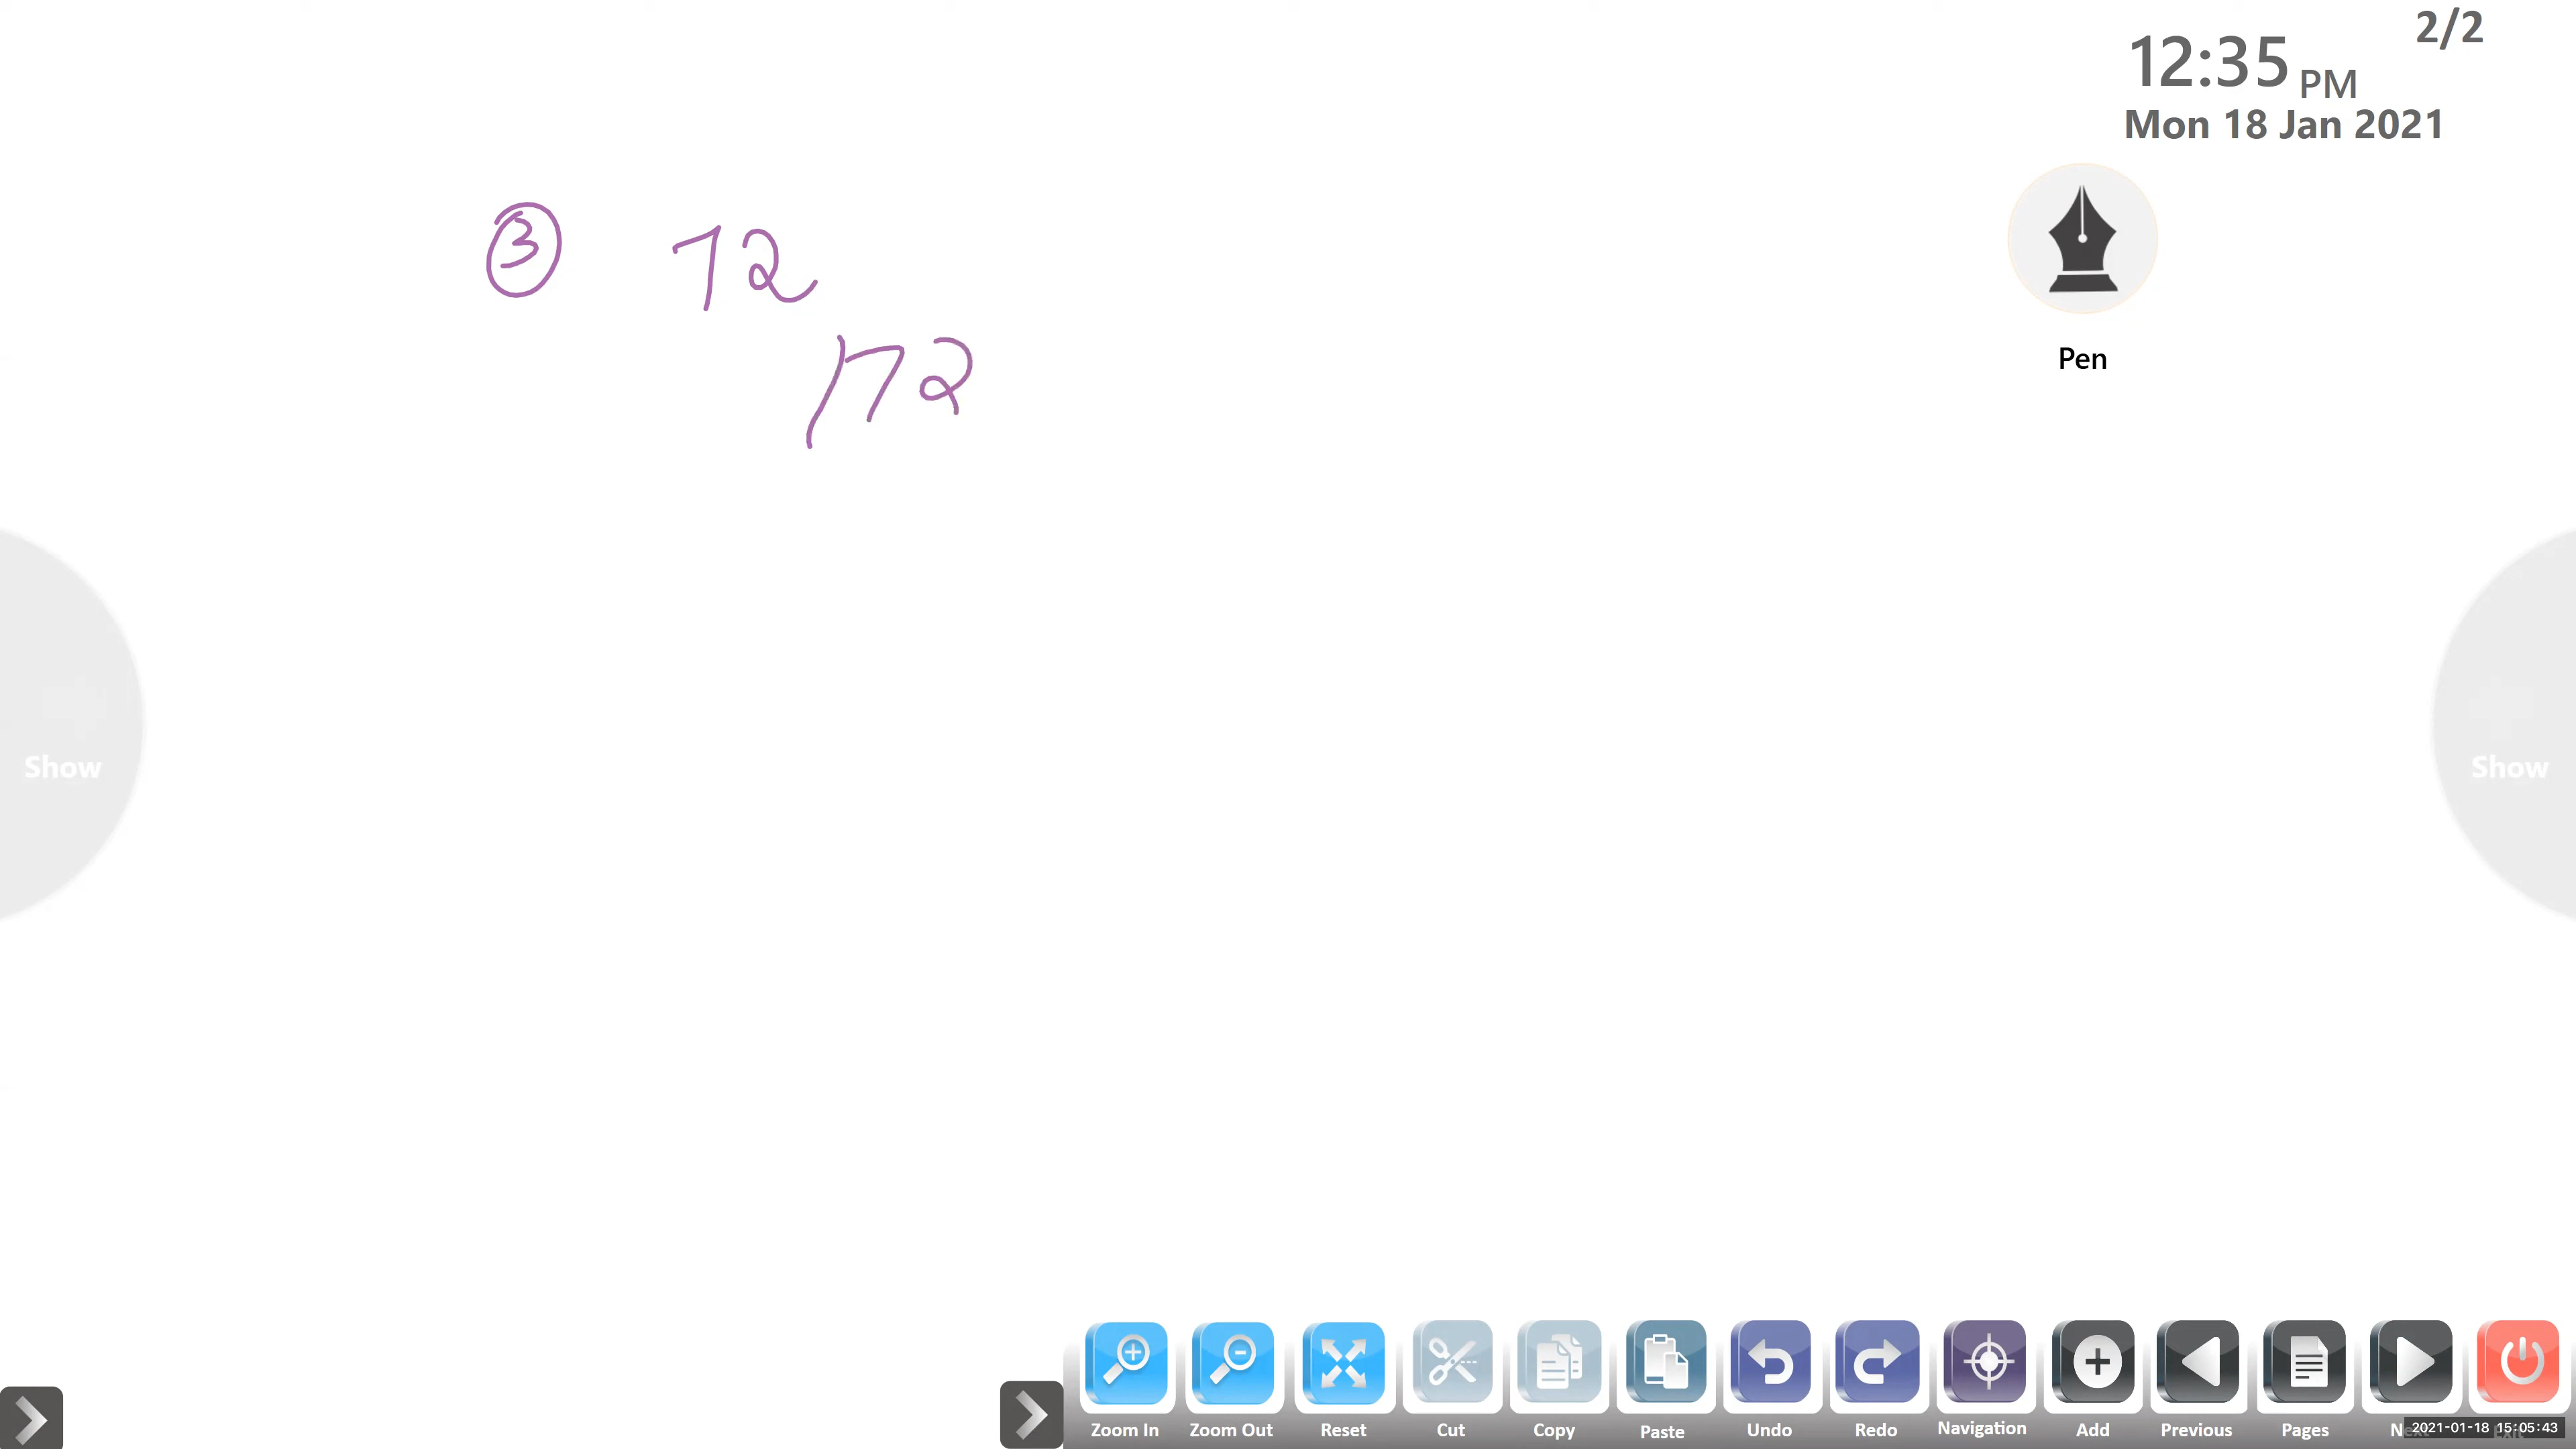 2/2
12:35 PM
Mon 18 Jan 2021
3 72
172
Pen
Show Show
Zoom In Zoom Out Reset Cut Copy Paste Undo Redo Navigation Add Previous Pages
2021-01-18 15:05:43